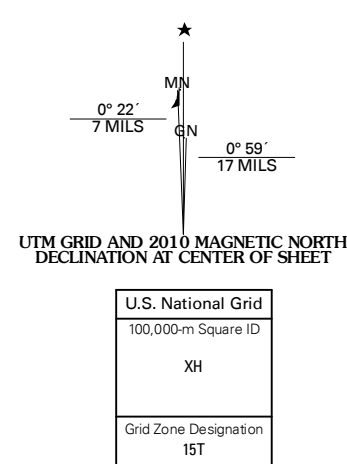 MN
0° 22´
7 MILS
GN
0° 59´
17 MILS
UTM GRID AND 2010 MAGNETIC NORTH
DECLINATION AT CENTER OF SHEET
U.S. National Grid
100,000-m Square ID
XH
Grid Zone Designation
15T